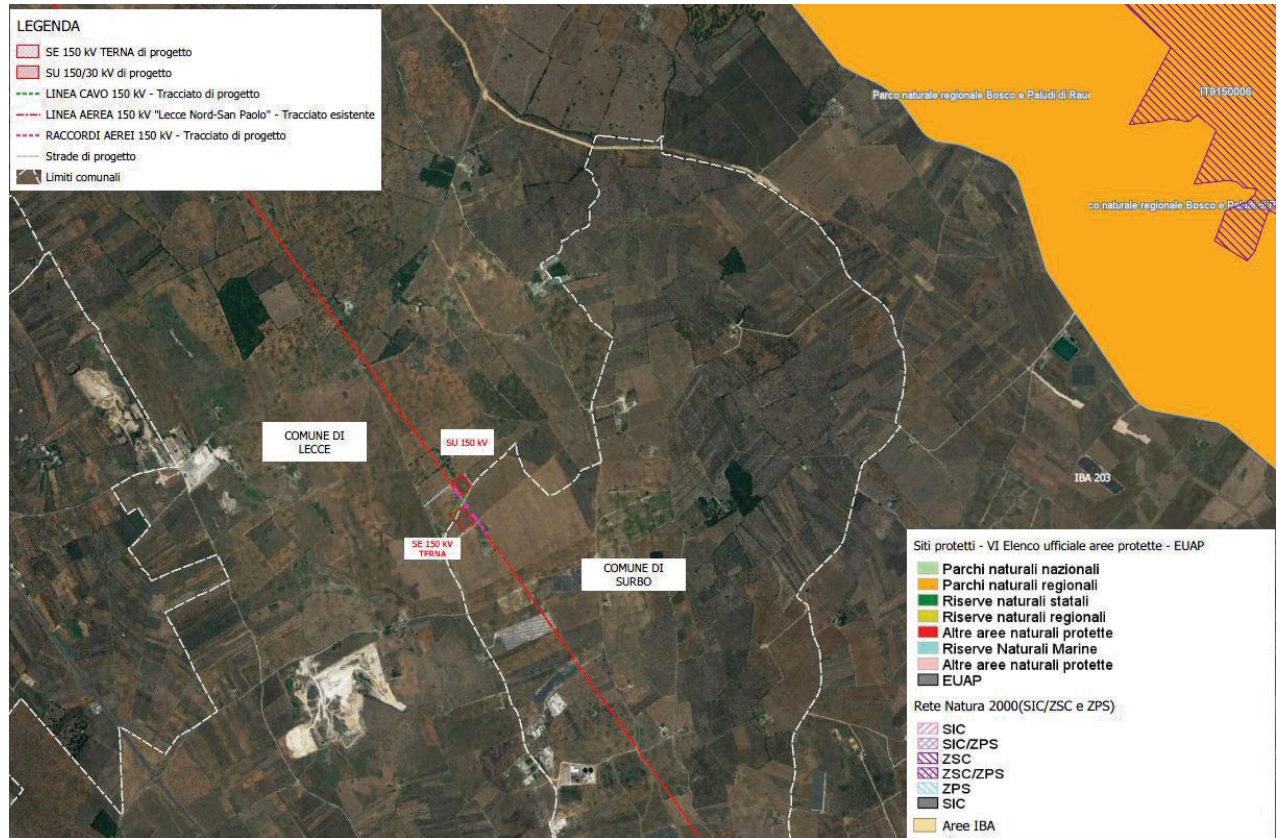 LEGENDA
SE 150 kV TERNA di progetto
SU 150/30 kV di progetto
LINEA CAVO 150 kV - Tracciato di progetto
LINEA AEREA 150 kV "Lecce Nord-San Paolo" - Tracciato esistente
RACCORDI AEREI 150 kV - Tracciato di progetto
Strade di progetto
Limiti comunali
Parco naturale regionale Bosco e Paludi di Rau
IT9150006
co naturale regionale Bosco e Paludi di R
COMUNE DI
LECCE
SU 150 kV
SE 150 kV
TERNA
COMUNE DI
SURBO
IBA 203
Siti protetti - VI Elenco ufficiale aree protette - EUAP
Parchi naturali nazionali
Parchi naturali regionali
Riserve naturali statali
Riserve naturali regionali
Altre aree naturali protette
Riserve Naturali Marine
Altre aree naturali protette
EUAP
Rete Natura 2000(SIC/ZSC e ZPS)
SIC
SIC/ZPS
ZSC
ZSC/ZPS
ZPS
SIC
Aree IBA